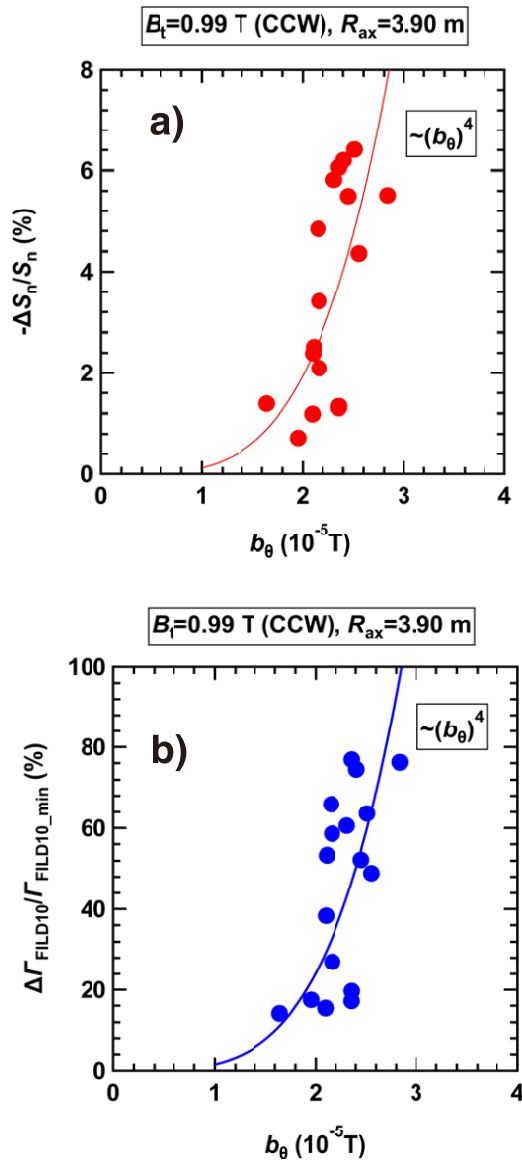 Bt=0.99 T (CCW), Rax=3.90 m
a)
~(bθ)4
8
6
4
2
0
-ΔSn/Sn (%)
0 1 2 3 4
bθ (10-5T)
Bt=0.99 T (CCW), Rax=3.90 m
b)
~(bθ)4
100
80
60
40
20
0
ΔΓFILD10/ΓFILD10_min (%)
0 1 2 3 4
bθ (10-5T)